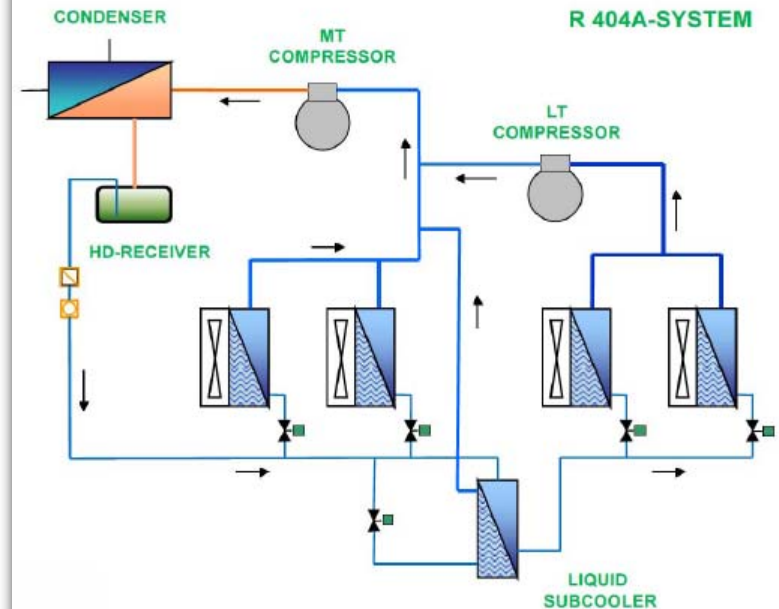 CONDENSER
R 404A-SYSTEM
MT
COMPRESSOR
LT
COMPRESSOR
HD-RECEIVER
LIQUID
SUBCOOLER